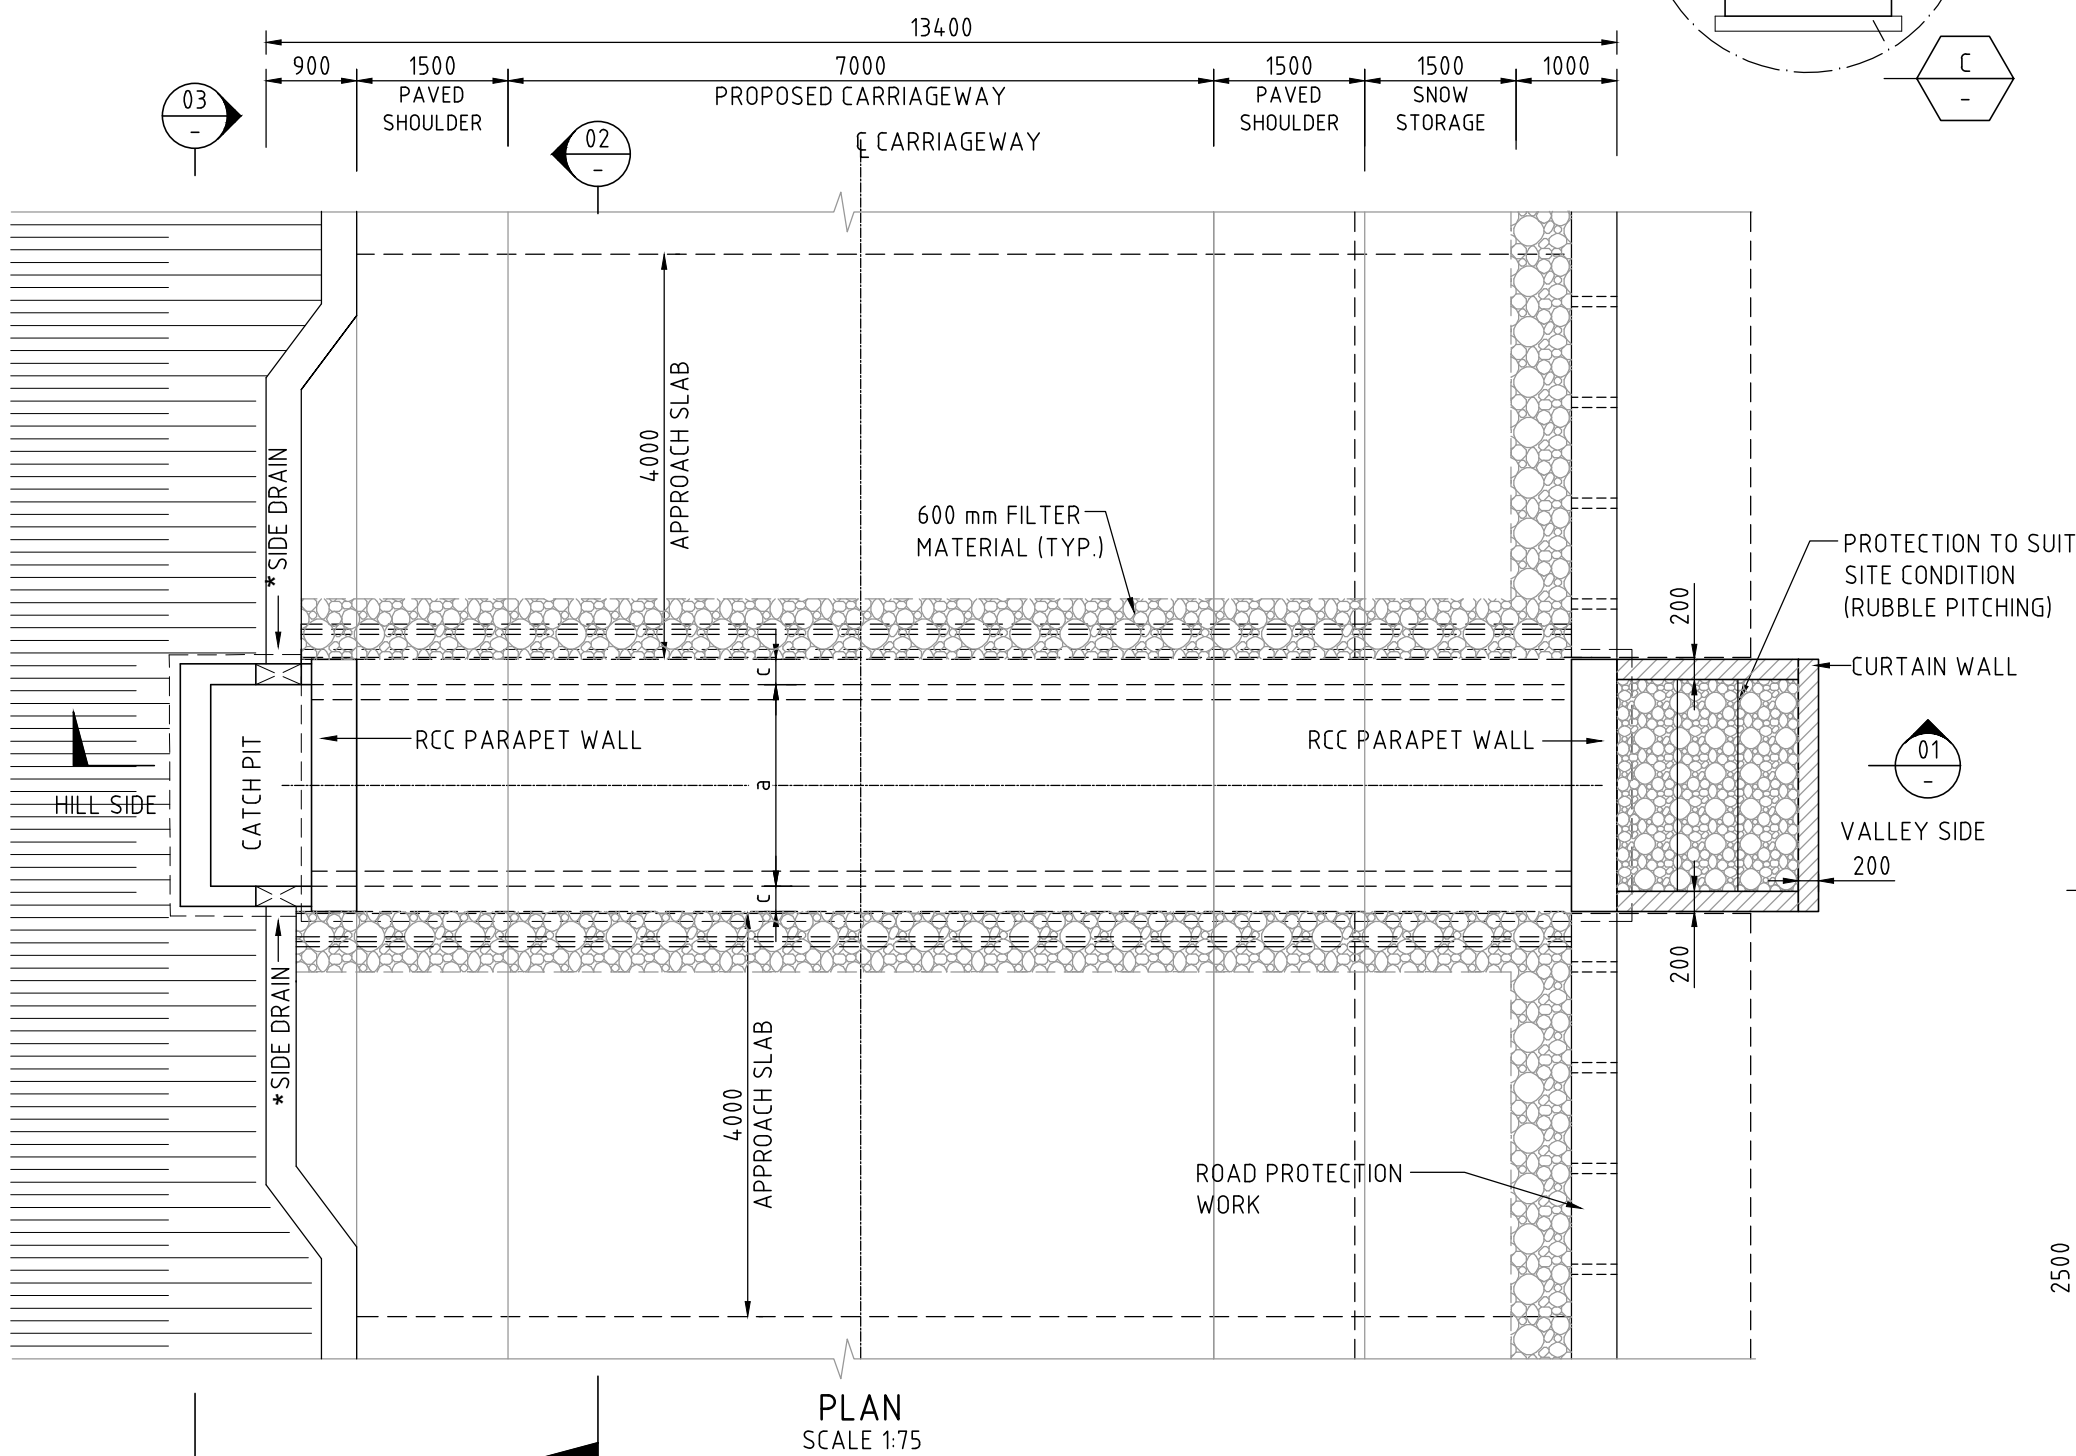 13400
900
1500
7000
1500
1500
1000
PAVED
SHOULDER
PROPOSED CARRIAGEWAY
PAVED
SHOULDER
SNOW
STORAGE
C
-
03
-
02
-
℄ CARRIAGEWAY
*SIDE DRAIN
4000
APPROACH SLAB
600 mm FILTER
MATERIAL (TYP.)
PROTECTION TO SUIT
SITE CONDITION
(RUBBLE PITCHING)
200
CURTAIN WALL
c
RCC PARAPET WALL
RCC PARAPET WALL
CATCH PIT
HILL SIDE
a
01
-
VALLEY SIDE
200
c
200
*SIDE DRAIN
4000
APPROACH SLAB
ROAD PROTECTION
WORK
2500
PLAN
SCALE 1:75